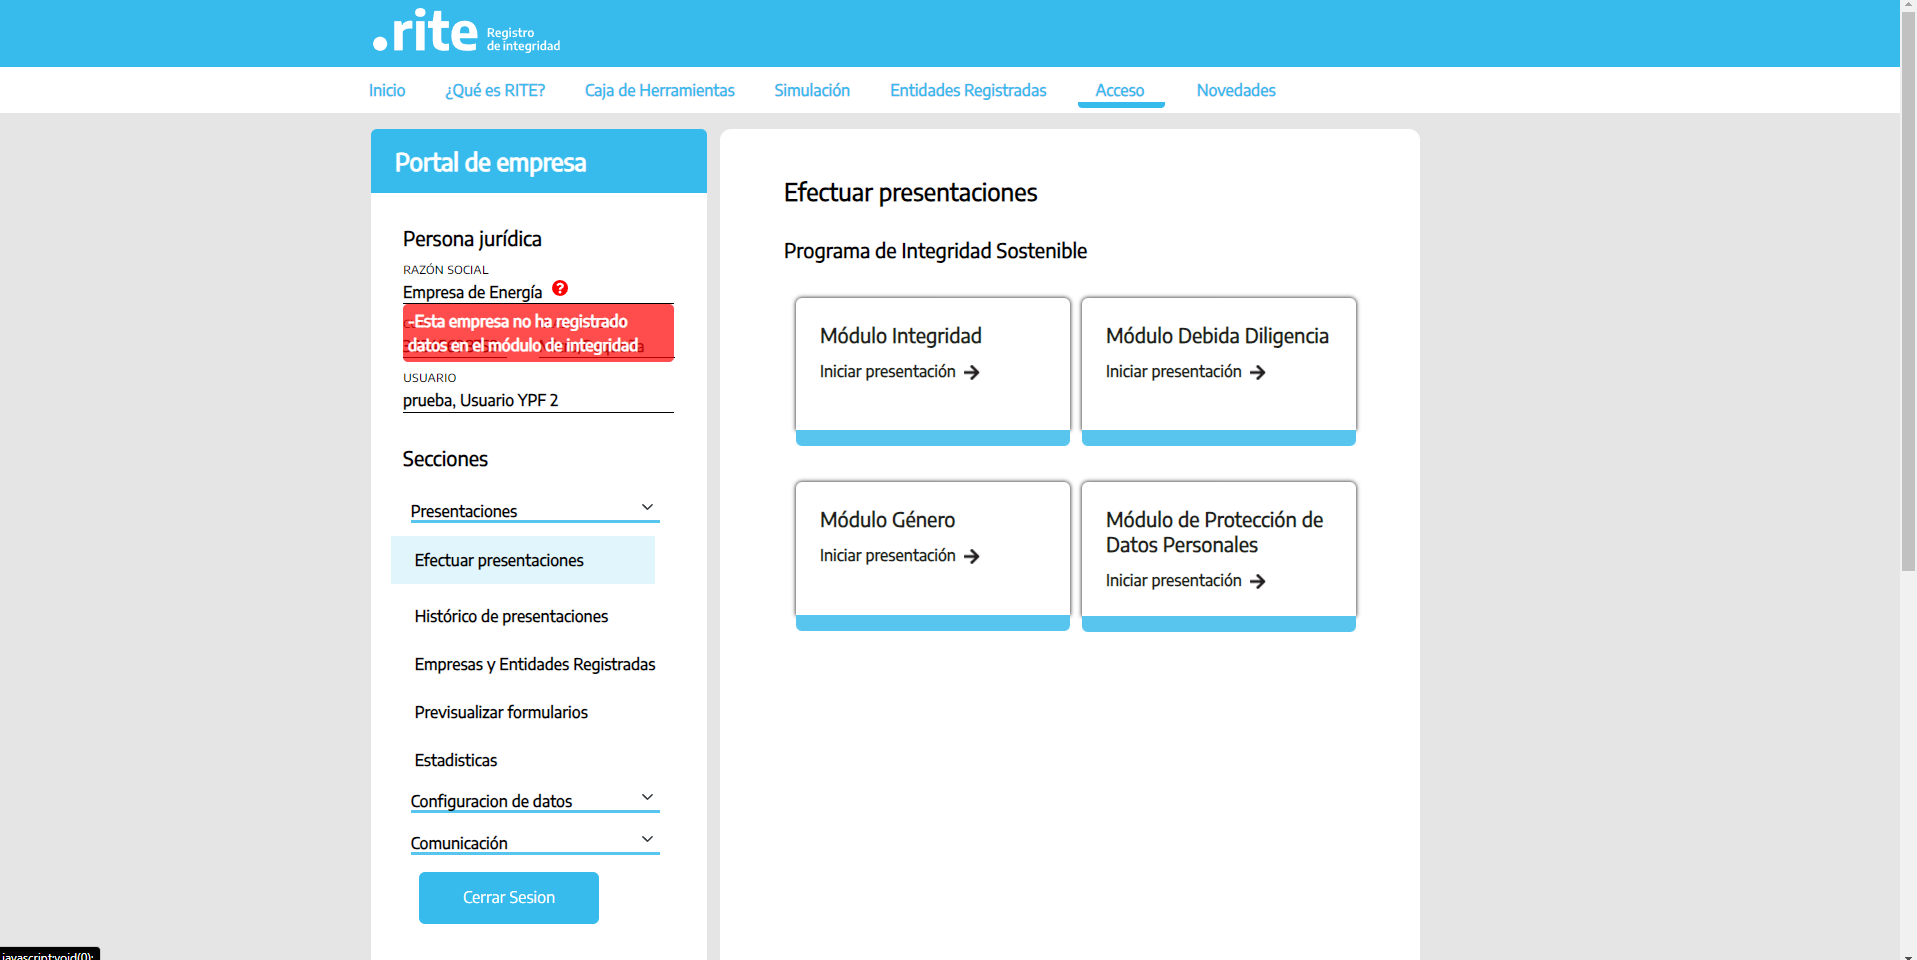 .rite Registro
de integridad
Inicio ¿Qué es RITE? Caja de Herramientas Simulación Entidades Registradas Acceso Novedades
Portal de empresa
Persona jurídica
RAZÓN SOCIAL
Empresa de Energía ?
-Esta empresa no ha registrado
datos en el módulo de integridad
USUARIO
prueba, Usuario YPF 2
Secciones
Presentaciones
Efectuar presentaciones
Histórico de presentaciones
Empresas y Entidades Registradas
Previsualizar formularios
Estadisticas
Configuracion de datos
Comunicación
Cerrar Sesion
Efectuar presentaciones
Programa de Integridad Sostenible
Módulo Integridad
Iniciar presentación
Módulo Debida Diligencia
Iniciar presentación
Módulo Género
Iniciar presentación
Módulo de Protección de
Datos Personales
Iniciar presentación
javascript:void(0);